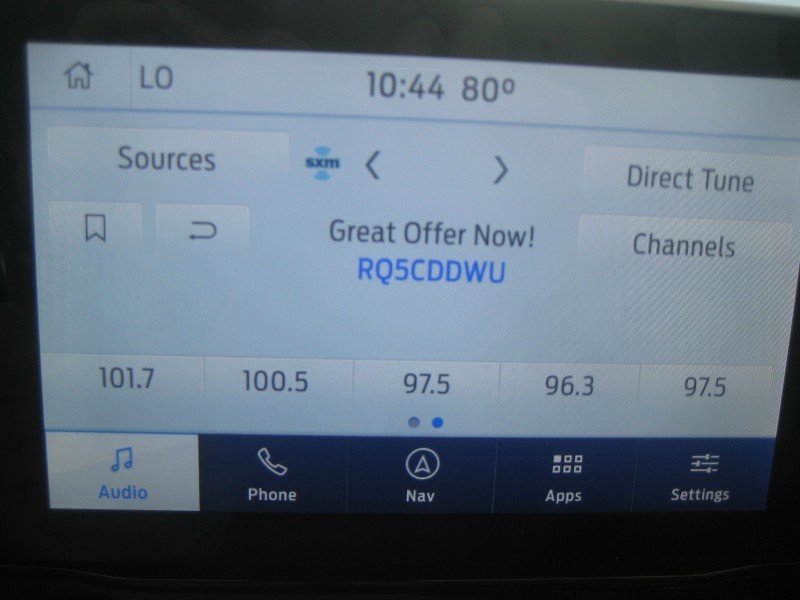 LO 10:44 80°
Sources sxm Direct Tune
Great Offer Now! Channels
RQ5CDDWU
101.7 100.5 97.5 96.3 97.5
Audio Phone Nav Apps Settings